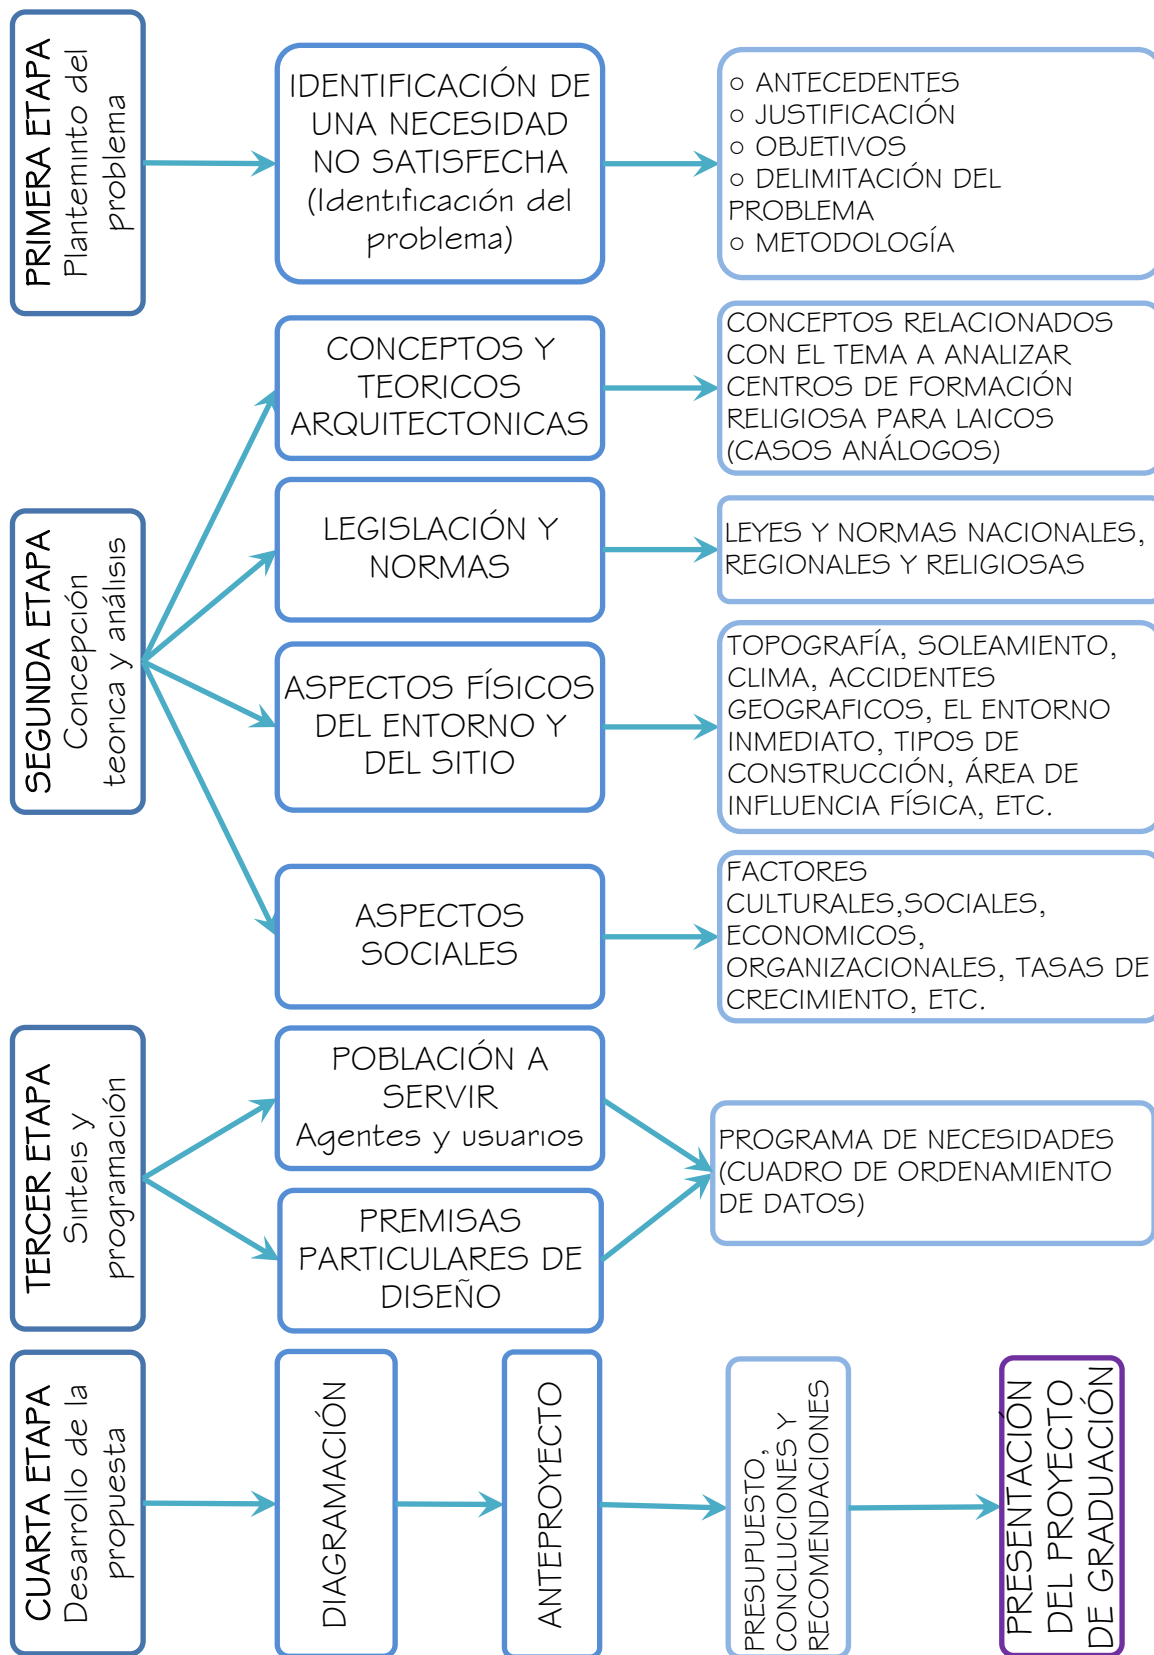 PRIMERA ETAPA
Planteminto del
problema
IDENTIFICACIÓN DE
UNA NECESIDAD
NO SATISFECHA
(Identificación del
problema)
○ ANTECEDENTES
○ JUSTIFICACIÓN
○ OBJETIVOS
○ DELIMITACIÓN DEL
PROBLEMA
○ METODOLOGÍA
SEGUNDA ETAPA
Concepción
teorica y análisis
CONCEPTOS Y
TEORICOS
ARQUITECTONICAS
CONCEPTOS RELACIONADOS
CON EL TEMA A ANALIZAR
CENTROS DE FORMACIÓN
RELIGIOSA PARA LAICOS
(CASOS ANÁLOGOS)
LEGISLACIÓN Y
NORMAS
LEYES Y NORMAS NACIONALES,
REGIONALES Y RELIGIOSAS
ASPECTOS FÍSICOS
DEL ENTORNO Y
DEL SITIO
TOPOGRAFÍA, SOLEAMIENTO,
CLIMA, ACCIDENTES
GEOGRAFICOS, EL ENTORNO
INMEDIATO, TIPOS DE
CONSTRUCCIÓN, ÁREA DE
INFLUENCIA FÍSICA, ETC.
ASPECTOS
SOCIALES
FACTORES
CULTURALES,SOCIALES,
ECONOMICOS,
ORGANIZACIONALES, TASAS DE
CRECIMIENTO, ETC.
TERCER ETAPA
Sinteis y
programación
POBLACIÓN A
SERVIR
Agentes y usuarios
PREMISAS
PARTICULARES DE
DISEÑO
PROGRAMA DE NECESIDADES
(CUADRO DE ORDENAMIENTO
DE DATOS)
CUARTA ETAPA
Desarrollo de la
propuesta
DIAGRAMACIÓN
ANTEPROYECTO
PRESUPUESTO,
CONCLUCIONES Y
RECOMENDACIONES
PRESENTACIÓN
DEL PROYECTO
DE GRADUACIÓN